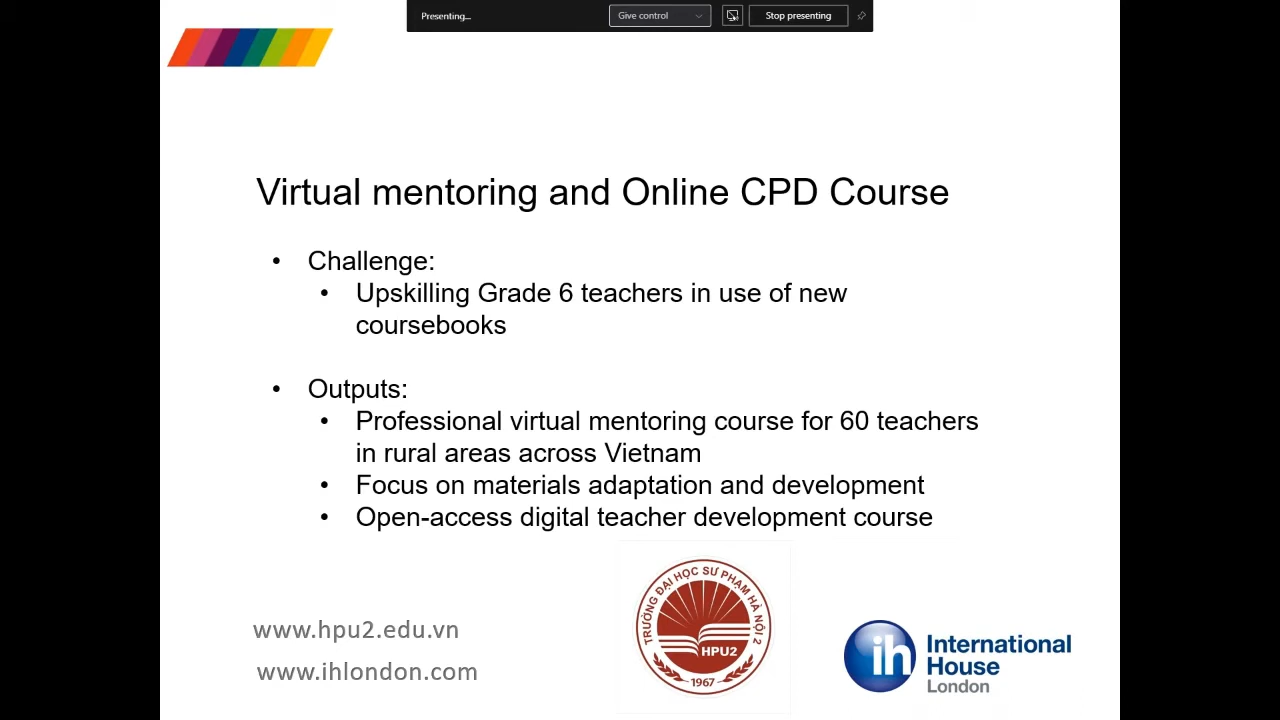 Presenting...
Give control
Stop presenting
Virtual mentoring and Online CPD Course
• Challenge:
• Upskilling Grade 6 teachers in use of new
coursebooks
• Outputs:
• Professional virtual mentoring course for 60 teachers
in rural areas across Vietnam
• Focus on materials adaptation and development
• Open-access digital teacher development course
www.hpu2.edu.vn
www.ihlondon.com
TRƯỜNG ĐẠI HỌC SƯ PHẠM HÀ NỘI 2
HPU2
1967
ih
International
House
London